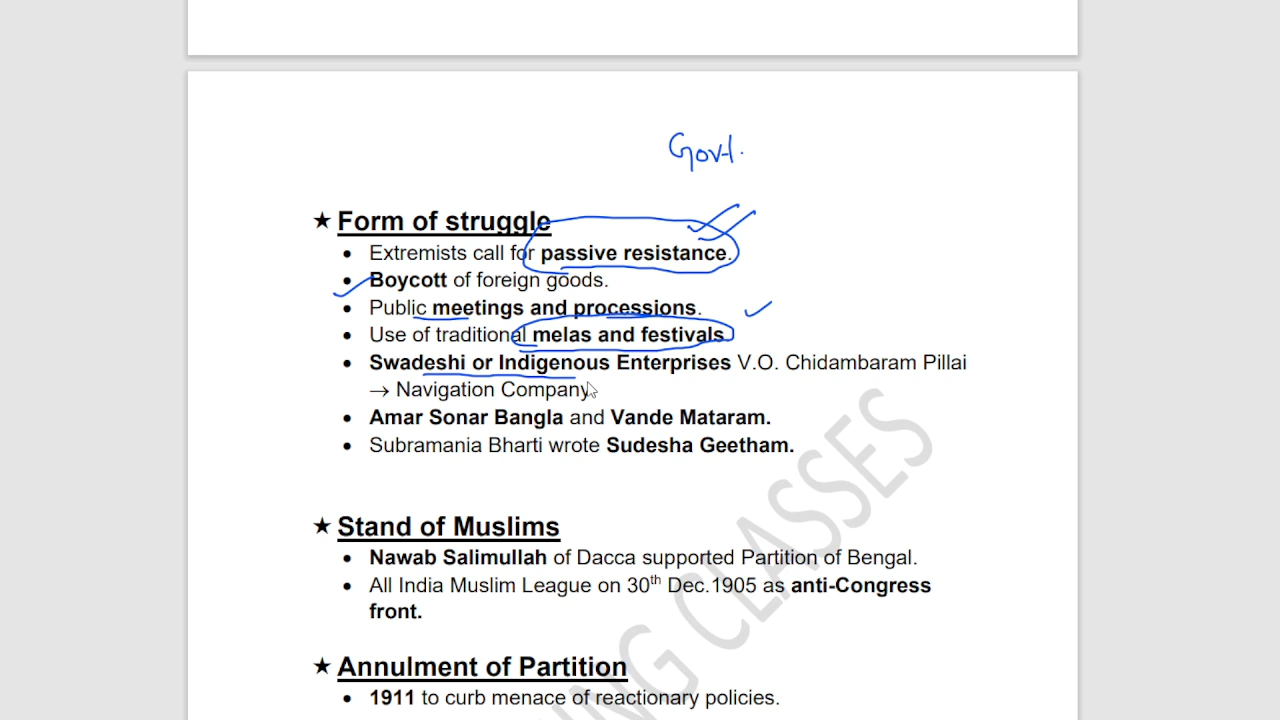 Govt.
★ Form of struggle
• Extremists call for passive resistance.
• Boycott of foreign goods.
• Public meetings and processions.
• Use of traditional melas and festivals.
• Swadeshi or Indigenous Enterprises V.O. Chidambaram Pillai
→ Navigation Company
• Amar Sonar Bangla and Vande Mataram.
• Subramania Bharti wrote Sudesha Geetham.
★ Stand of Muslims
• Nawab Salimullah of Dacca supported Partition of Bengal.
• All India Muslim League on 30th Dec.1905 as anti-Congress
front.
★ Annulment of Partition
• 1911 to curb menace of reactionary policies.
CLASSES